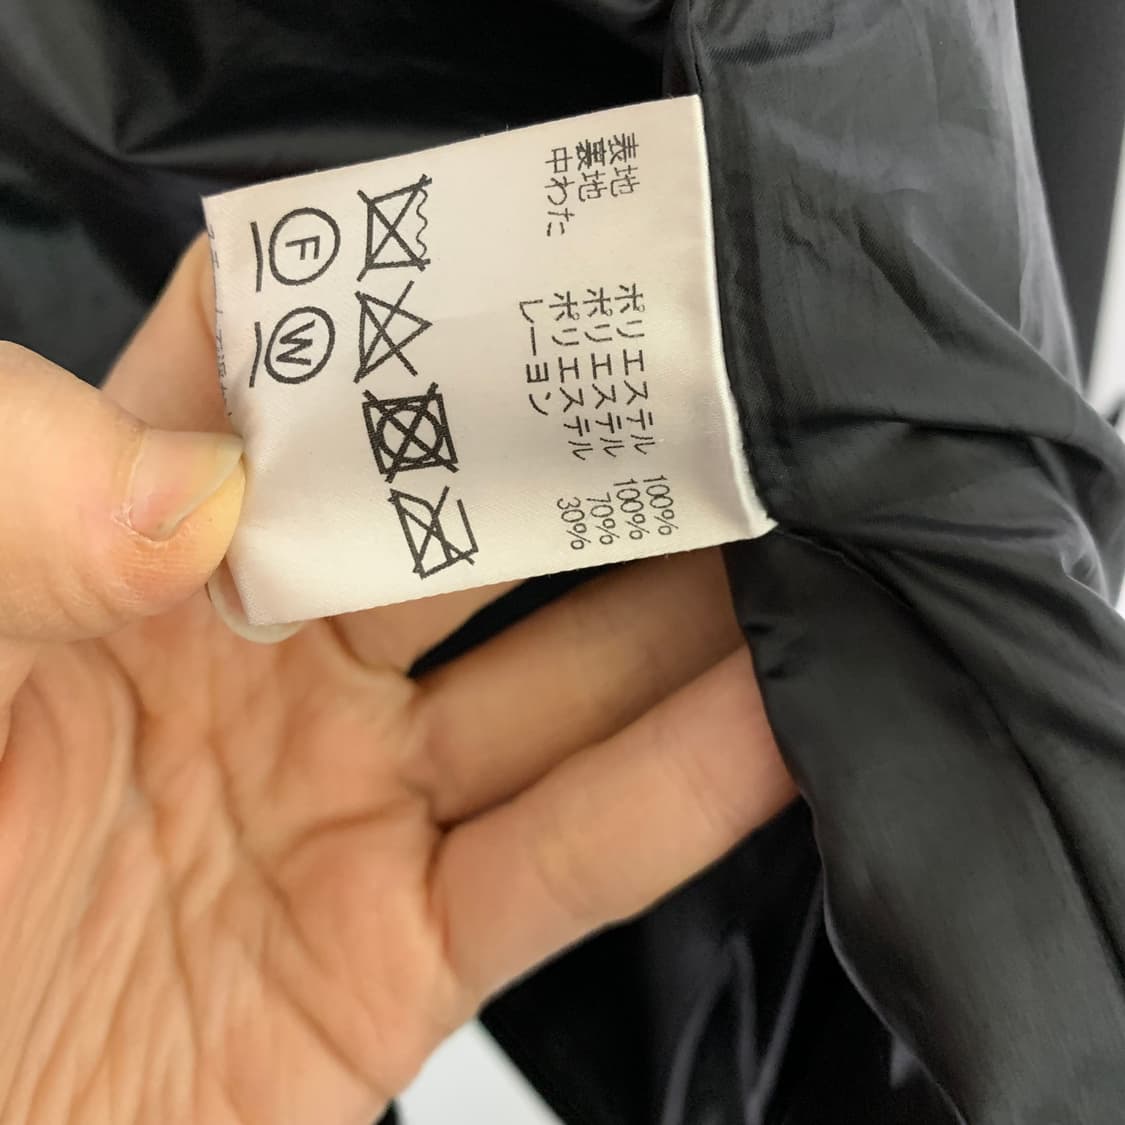 表地 ポリエステル 100%
裏地 ポリエステル 100%
中わた ポリエステル 70%
レーヨン 30%
F
W